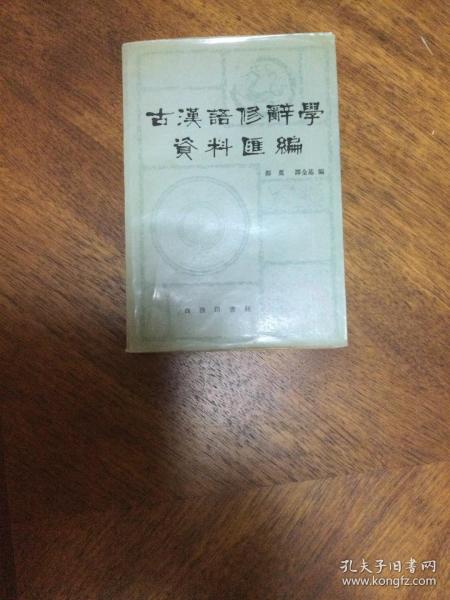 古漢語修辭學
資料匯編
鄭奠 譚全基 編
商務印書館
孔夫子旧书网
www.kongfz.com